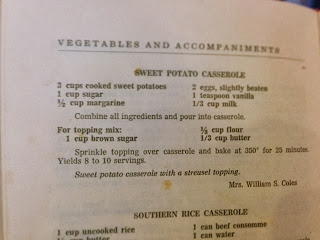 VEGETABLES AND ACCOMPANIMENTS
SWEET POTATO CASSEROLE
3 cups cooked sweet potatoes 2 eggs, slightly beaten
1 cup sugar 1 teaspoon vanilla
½ cup margarine 1/3 cup milk
Combine all ingredients and pour into casserole.
For topping mix: ½ cup flour
1 cup brown sugar 1/3 cup butter
Sprinkle topping over casserole and bake at 350° for 25 minutes.
Yields 8 to 10 servings.
Sweet potato casserole with a streusel topping.
Mrs. William S. Coles
SOUTHERN RICE CASSEROLE
1 cup uncooked rice 1 can beef consomme
cup butter 1 can water